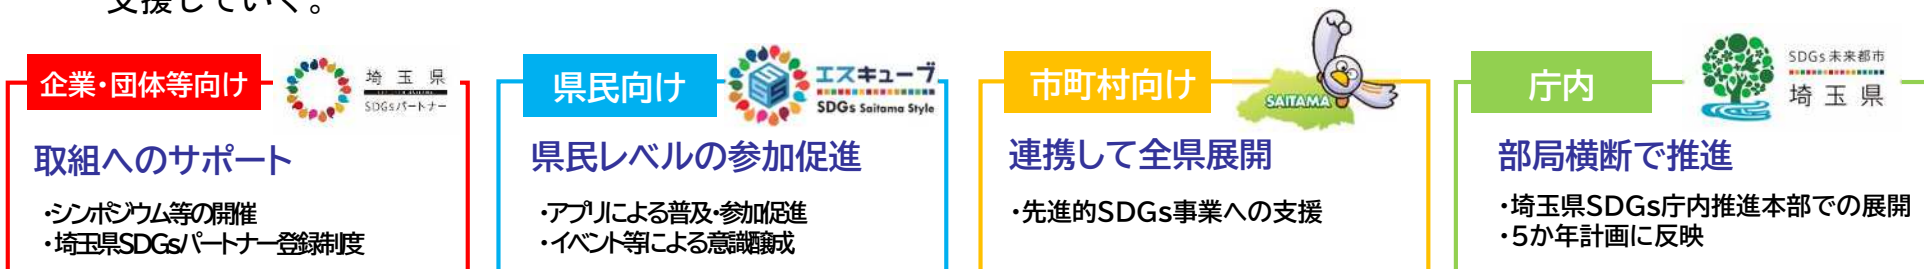 支援していく。
企業・団体等向け
埼玉県
SDGsパートナー
取組へのサポート
・シンポジウム等の開催
・埼玉県SDGsパートナー登録制度
県民向け
エスキューブ
SDGs Saitama Style
県民レベルの参加促進
・アプリによる普及・参加促進
・イベント等による意識醸成
市町村向け
SAITAMA
連携して全県展開
・先進的SDGs事業への支援
庁内
SDGs未来都市
埼玉県
部局横断で推進
・埼玉県SDGs庁内推進本部での展開
・5か年計画に反映